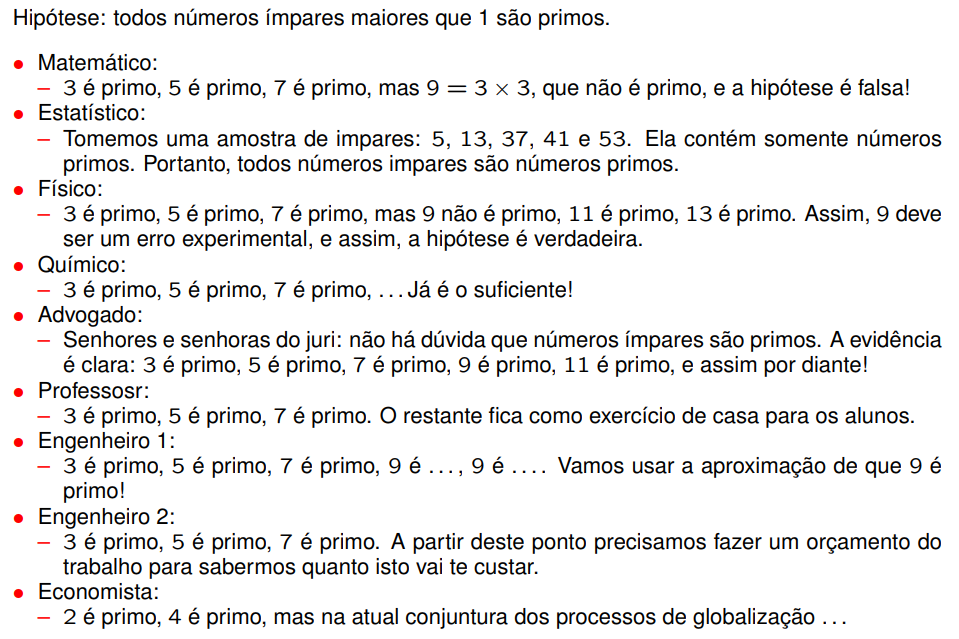 Hipótese: todos números ímpares maiores que 1 são primos.
• Matemático:
– 3 é primo, 5 é primo, 7 é primo, mas 9 = 3 × 3, que não é primo, e a hipótese é falsa!
• Estatístico:
– Tomemos uma amostra de impares: 5, 13, 37, 41 e 53. Ela contém somente números
primos. Portanto, todos números impares são números primos.
• Físico:
– 3 é primo, 5 é primo, 7 é primo, mas 9 não é primo, 11 é primo, 13 é primo. Assim, 9 deve
ser um erro experimental, e assim, a hipótese é verdadeira.
• Químico:
– 3 é primo, 5 é primo, 7 é primo, ... Já é o suficiente!
• Advogado:
– Senhores e senhoras do juri: não há dúvida que números ímpares são primos. A evidência
é clara: 3 é primo, 5 é primo, 7 é primo, 9 é primo, 11 é primo, e assim por diante!
• Professosr:
– 3 é primo, 5 é primo, 7 é primo. O restante fica como exercício de casa para os alunos.
• Engenheiro 1:
– 3 é primo, 5 é primo, 7 é primo, 9 é ..., 9 é .... Vamos usar a aproximação de que 9 é
primo!
• Engenheiro 2:
– 3 é primo, 5 é primo, 7 é primo. A partir deste ponto precisamos fazer um orçamento do
trabalho para sabermos quanto isto vai te custar.
• Economista:
– 2 é primo, 4 é primo, mas na atual conjuntura dos processos de globalização ...